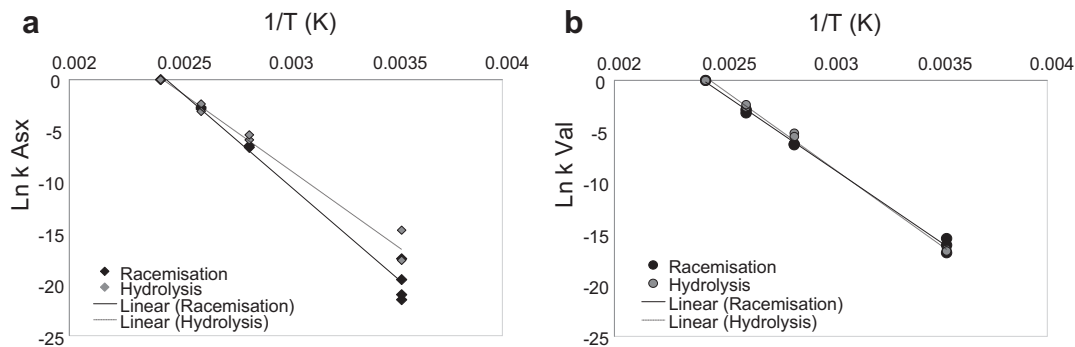 a
1/T (K)
0.002 0.0025 0.003 0.0035 0.004
0
-5
-10
-15
-20
-25
Ln k Asx
Racemisation
Hydrolysis
Linear (Racemisation)
Linear (Hydrolysis)
b
1/T (K)
0.002 0.0025 0.003 0.0035 0.004
0
-5
-10
-15
-20
-25
Ln k Val
Racemisation
Hydrolysis
Linear (Racemisation)
Linear (Hydrolysis)